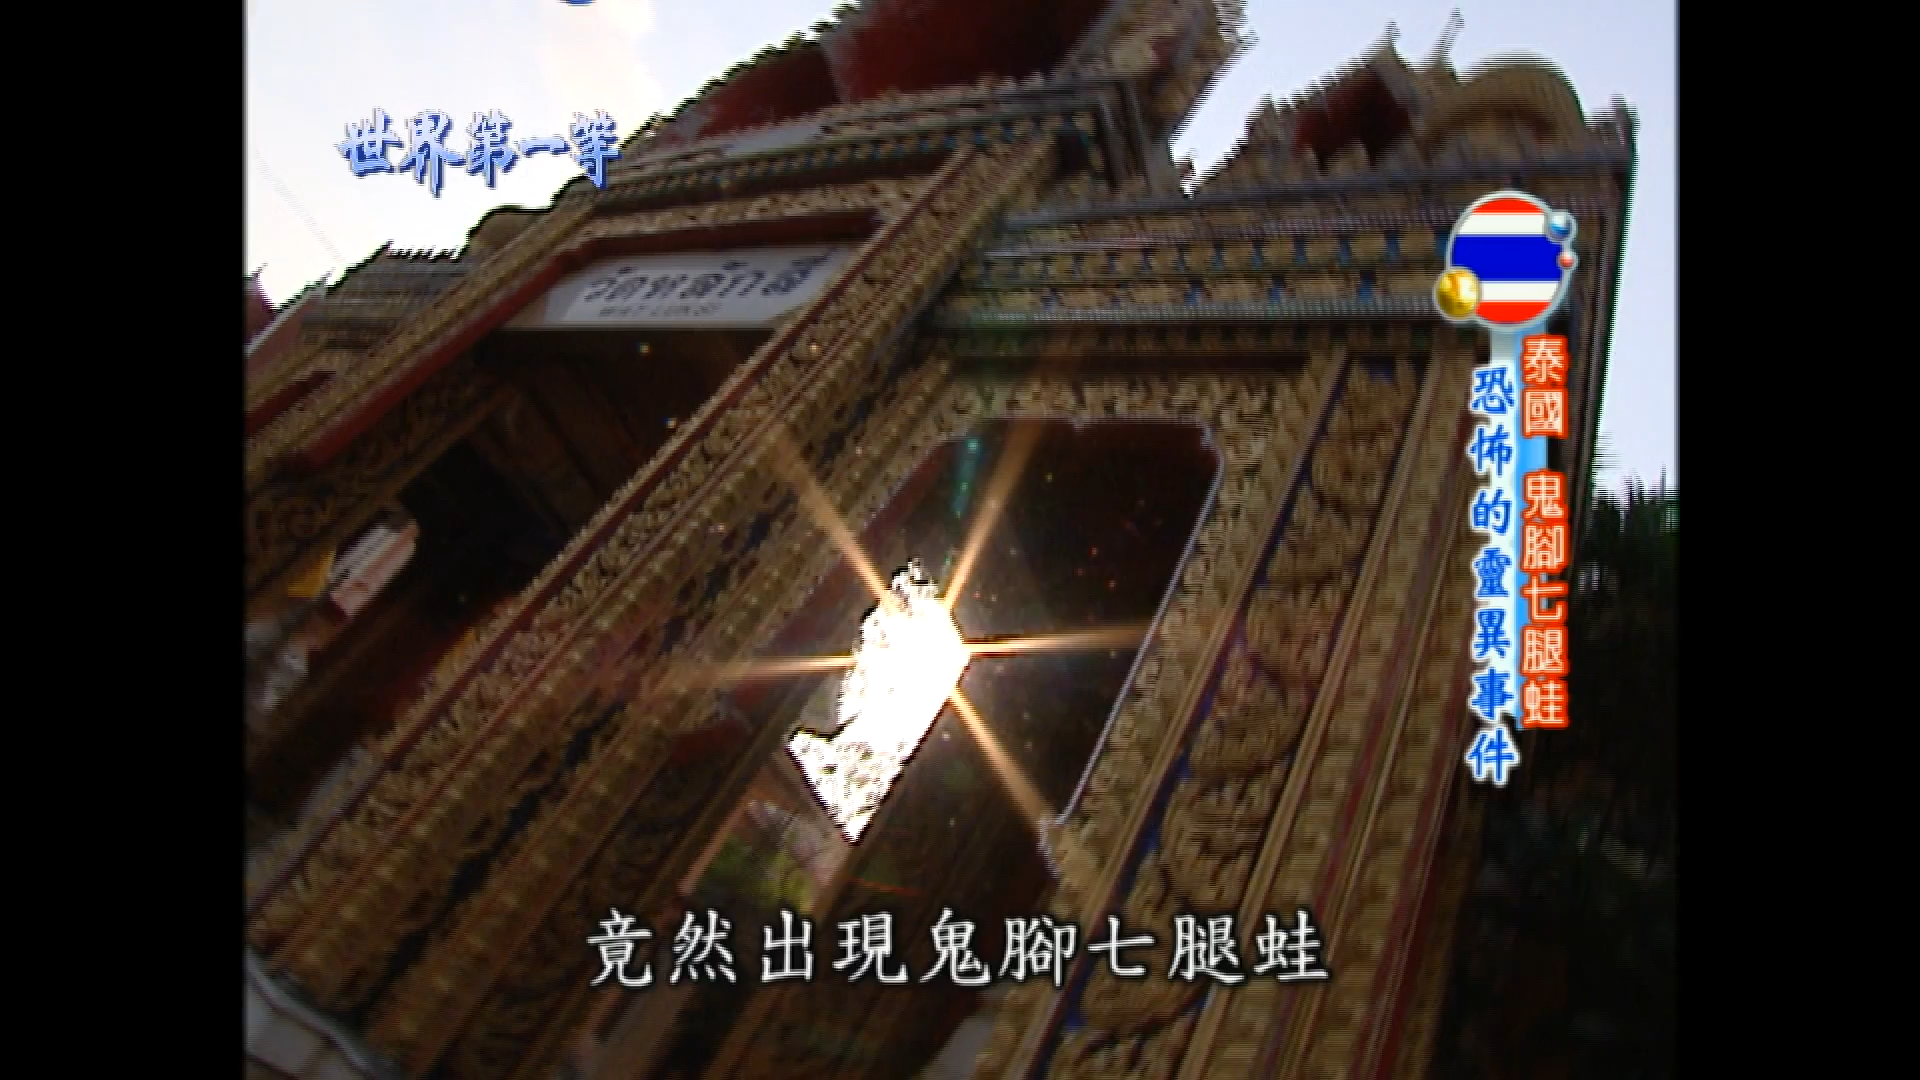 世界第一等
泰國 鬼腳七腿蛙
恐怖的靈異事件
竟然出現鬼腳七腿蛙